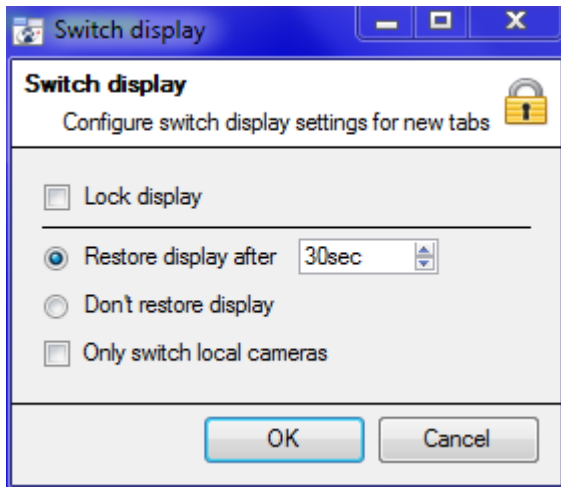 Switch display
Switch display
Configure switch display settings for new tabs
Lock display
Restore display after 30sec
Don't restore display
Only switch local cameras
OK Cancel